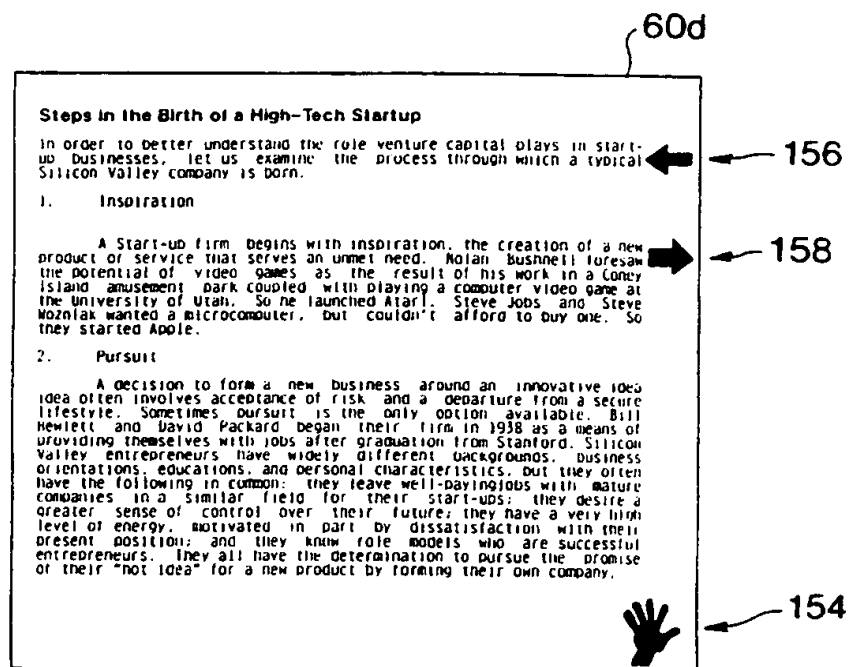 60d
Steps in the Birth of a High-Tech Startup
In order to better understand the role venture capital plays in start-
up businesses, let us examine the process through which a typical
Silicon Valley company is born.
156
1. Inspiration
A Start-up firm begins with inspiration, the creation of a new
product or service that serves an unmet need. Nolan Bushnell foresaw
158
the potential of video games as the result of his work in a Coney
Island amusement park coupled with playing a computer video game at
the University of Utah. So he launched Atari. Steve Jobs and Steve
Wozniak wanted a microcomputer, but couldn't afford to buy one. So
they started Apple.
2. Pursuit
A decision to form a new business around an innovative idea
idea often involves acceptance of risk and a departure from a secure
lifestyle. Sometimes pursuit is the only option available. Bill
Hewlett and David Packard began their firm in 1938 as a means of
providing themselves with jobs after graduation from Stanford. Silicon
Valley entrepreneurs have widely different backgrounds, business
orientations, educations, and personal characteristics, but they often
have the following in common: they leave well-payingjobs with mature
companies in a similar field for their start-ups; they desire a
greater sense of control over their future; they have a very high
level of energy, motivated in part by dissatisfaction with their
present position; and they know role models who are successful
entrepreneurs. They all have the determination to pursue the promise
of their "hot idea" for a new product by forming their own company.
154